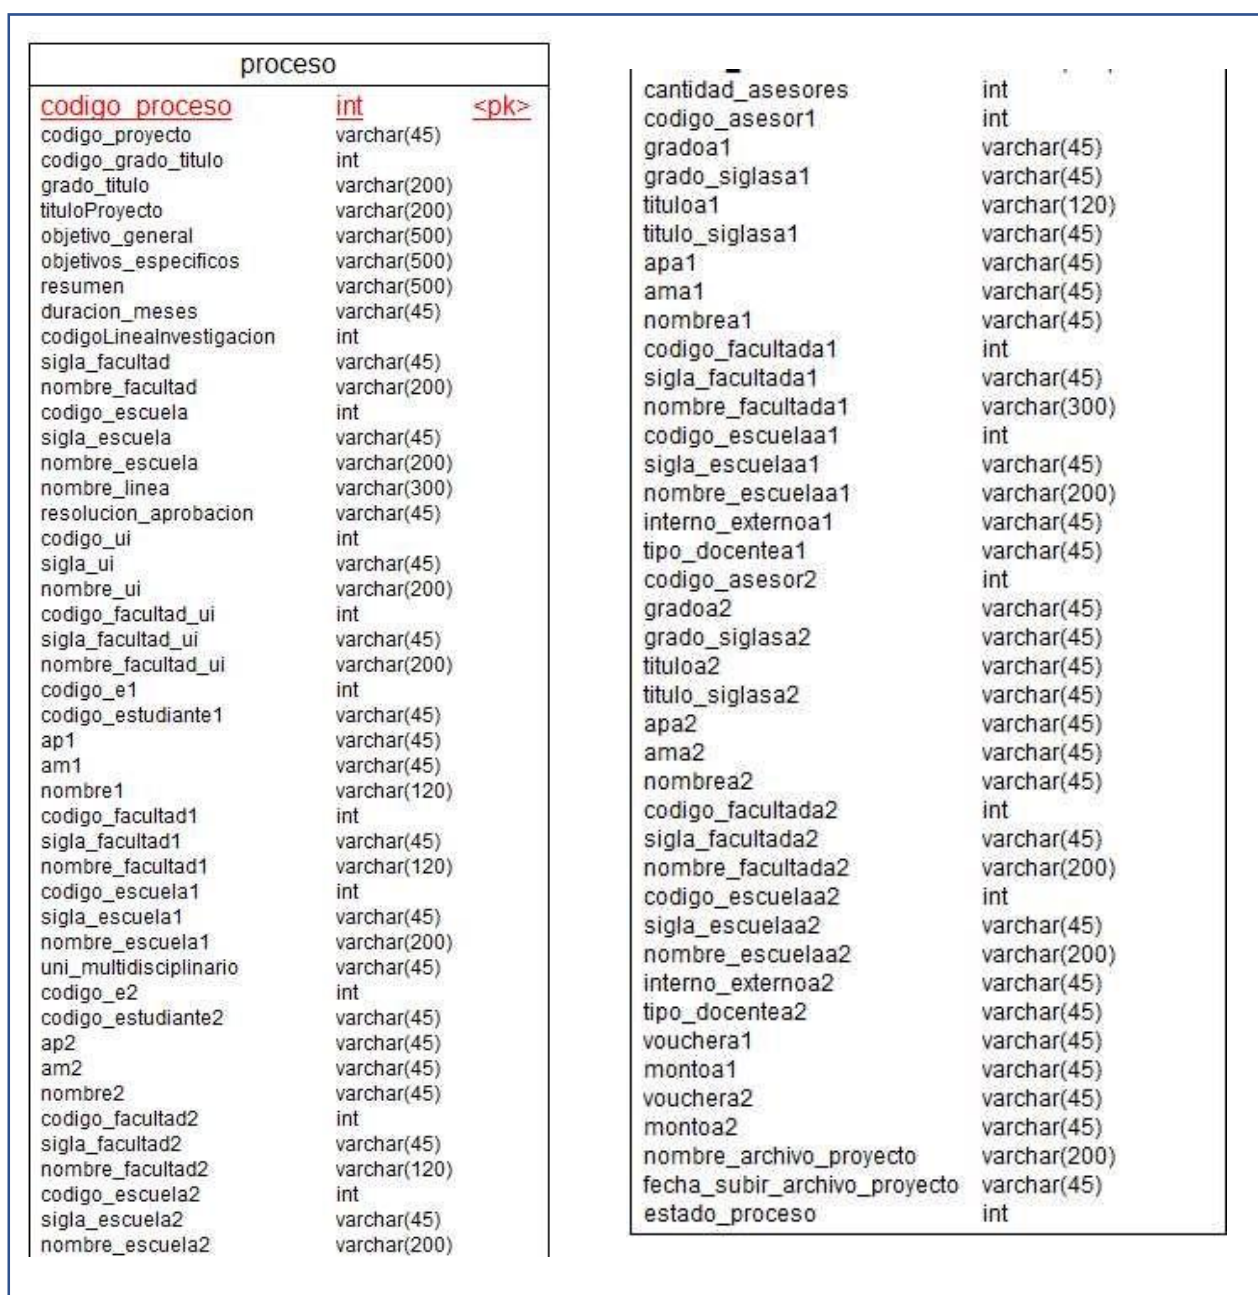 proceso
codigo_proceso int <pk>
codigo_proyecto varchar(45)
codigo_grado_titulo int
grado_titulo varchar(200)
tituloProyecto varchar(200)
objetivo_general varchar(500)
objetivos_especificos varchar(500)
resumen varchar(500)
duracion_meses varchar(45)
codigoLineaInvestigacion int
sigla_facultad varchar(45)
nombre_facultad varchar(200)
codigo_escuela int
sigla_escuela varchar(45)
nombre_escuela varchar(200)
nombre_linea varchar(300)
resolucion_aprobacion varchar(45)
codigo_ui int
sigla_ui varchar(45)
nombre_ui varchar(200)
codigo_facultad_ui int
sigla_facultad_ui varchar(45)
nombre_facultad_ui varchar(200)
codigo_e1 int
codigo_estudiante1 varchar(45)
ap1 varchar(45)
am1 varchar(45)
nombre1 varchar(120)
codigo_facultad1 int
sigla_facultad1 varchar(45)
nombre_facultad1 varchar(120)
codigo_escuela1 int
sigla_escuela1 varchar(45)
nombre_escuela1 varchar(200)
uni_multidisciplinario varchar(45)
codigo_e2 int
codigo_estudiante2 varchar(45)
ap2 varchar(45)
am2 varchar(45)
nombre2 varchar(45)
codigo_facultad2 int
sigla_facultad2 varchar(45)
nombre_facultad2 varchar(120)
codigo_escuela2 int
sigla_escuela2 varchar(45)
nombre_escuela2 varchar(200)
cantidad_asesores int
codigo_asesor1 int
gradoa1 varchar(45)
grado_siglasa1 varchar(45)
tituloa1 varchar(120)
titulo_siglasa1 varchar(45)
apa1 varchar(45)
ama1 varchar(45)
nombrea1 varchar(45)
codigo_facultada1 int
sigla_facultada1 varchar(45)
nombre_facultada1 varchar(300)
codigo_escuelaa1 int
sigla_escuelaa1 varchar(45)
nombre_escuelaa1 varchar(200)
interno_externoa1 varchar(45)
tipo_docentea1 varchar(45)
codigo_asesor2 int
gradoa2 varchar(45)
grado_siglasa2 varchar(45)
tituloa2 varchar(45)
titulo_siglasa2 varchar(45)
apa2 varchar(45)
ama2 varchar(45)
nombrea2 varchar(45)
codigo_facultada2 int
sigla_facultada2 varchar(45)
nombre_facultada2 varchar(200)
codigo_escuelaa2 int
sigla_escuelaa2 varchar(45)
nombre_escuelaa2 varchar(200)
interno_externoa2 varchar(45)
tipo_docentea2 varchar(45)
vouchera1 varchar(45)
montoa1 varchar(45)
vouchera2 varchar(45)
montoa2 varchar(45)
nombre_archivo_proyecto varchar(200)
fecha_subir_archivo_proyecto varchar(45)
estado_proceso int